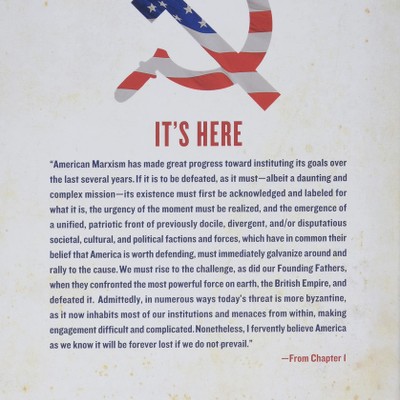 IT'S HERE
"American Marxism has made great progress toward instituting its goals over
the last several years. If it is to be defeated, as it must—albeit a daunting and
complex mission—its existence must first be acknowledged and labeled for
what it is, the urgency of the moment must be realized, and the emergence of
a unified, patriotic front of previously docile, divergent, and/or disputatious
societal, cultural, and political factions and forces, which have in common their
belief that America is worth defending, must immediately galvanize around and
rally to the cause. We must rise to the challenge, as did our Founding Fathers,
when they confronted the most powerful force on earth, the British Empire, and
defeated it. Admittedly, in numerous ways today's threat is more byzantine,
as it now inhabits most of our institutions and menaces from within, making
engagement difficult and complicated. Nonetheless, I fervently believe America
as we know it will be forever lost if we do not prevail."
—From Chapter 1